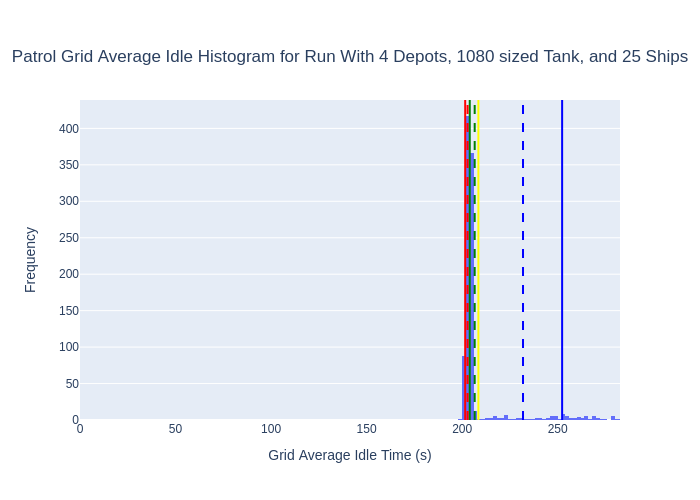 Patrol Grid Average Idle Histogram for Run With 4 Depots, 1080 sized Tank, and 25 Ships
400
350
300
250
200
150
100
50
0
Frequency
0 50 100 150 200 250
Grid Average Idle Time (s)